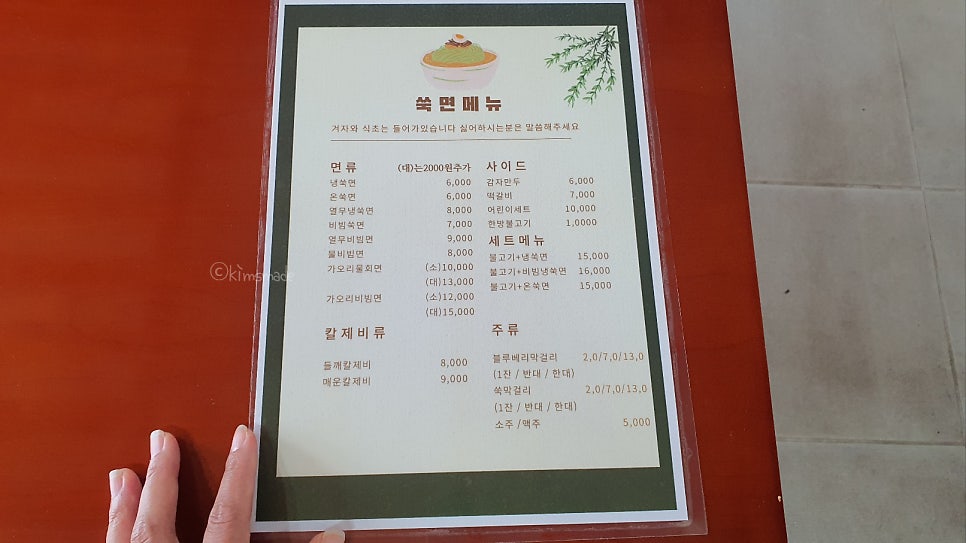 쑥면메뉴
겨자와 식초는 들어가있습니다 싫어하시는분은 말씀해주세요
면류 (대)는2000원추가
냉쑥면 6,000
온쑥면 6,000
열무냉쑥면 8,000
비빔쑥면 7,000
열무비빔면 9,000
물비빔면 8,000
가오리물회면 (소)10,000
(대)13,000
가오리비빔면 (소)12,000
(대)15,000
칼제비류
들깨칼제비 8,000
매운칼제비 9,000
사이드
감자만두 6,000
떡갈비 7,000
어린이세트 10,000
한방불고기 1,0000
세트메뉴
불고기+냉쑥면 15,000
불고기+비빔냉쑥면 16,000
불고기+온쑥면 15,000
주류
블루베리막걸리 2,0/7,0/13,0
(1잔 / 반대 / 한대)
쑥막걸리 2,0/7,0/13,0
(1잔 / 반대 / 한대)
소주 /맥주 5,000
©kimsmade